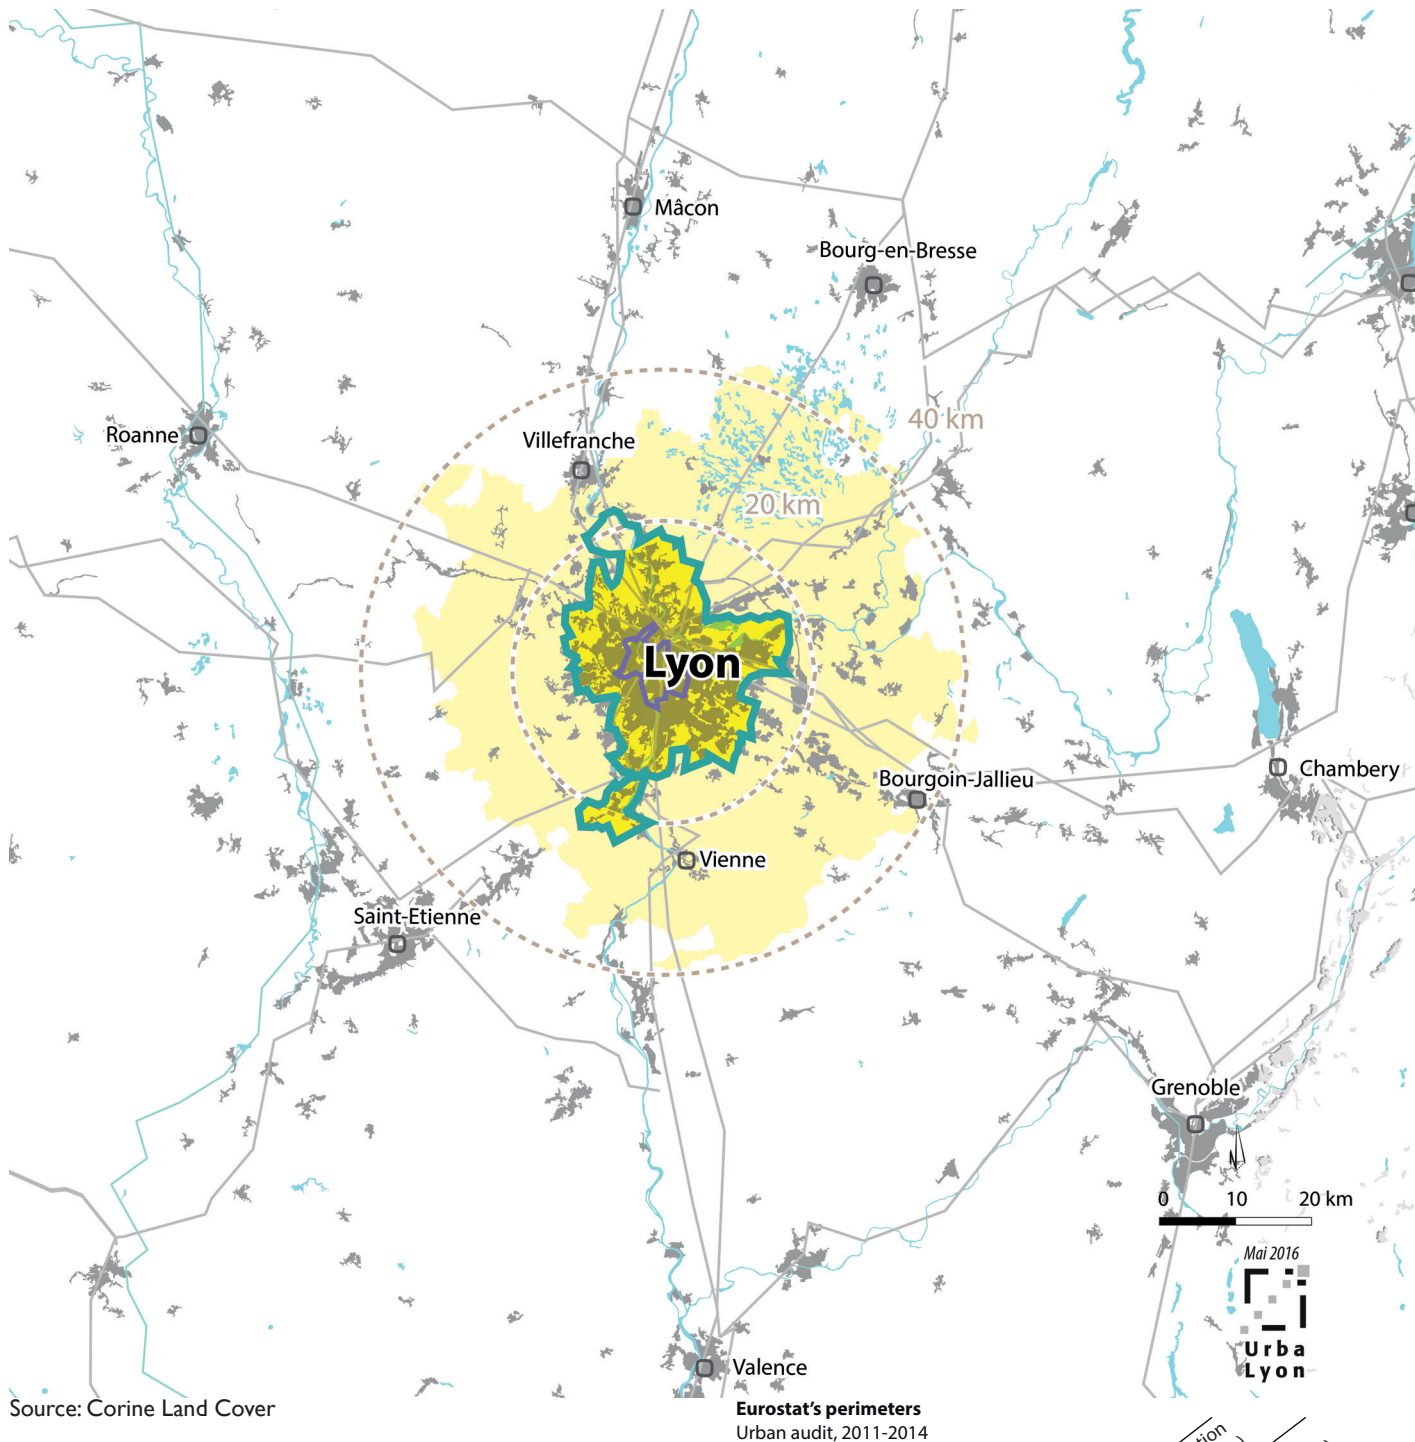 Mâcon
Bourg-en-Bresse
40 km
Roanne
Villefranche
20 km
Lyon
Chambery
Bourgoin-Jallieu
Vienne
Saint-Etienne
Grenoble
N
0 10 20 km
Mai 2016
Urba
Lyon
Valence
Source: Corine Land Cover
Eurostat's perimeters
Urban audit, 2011-2014